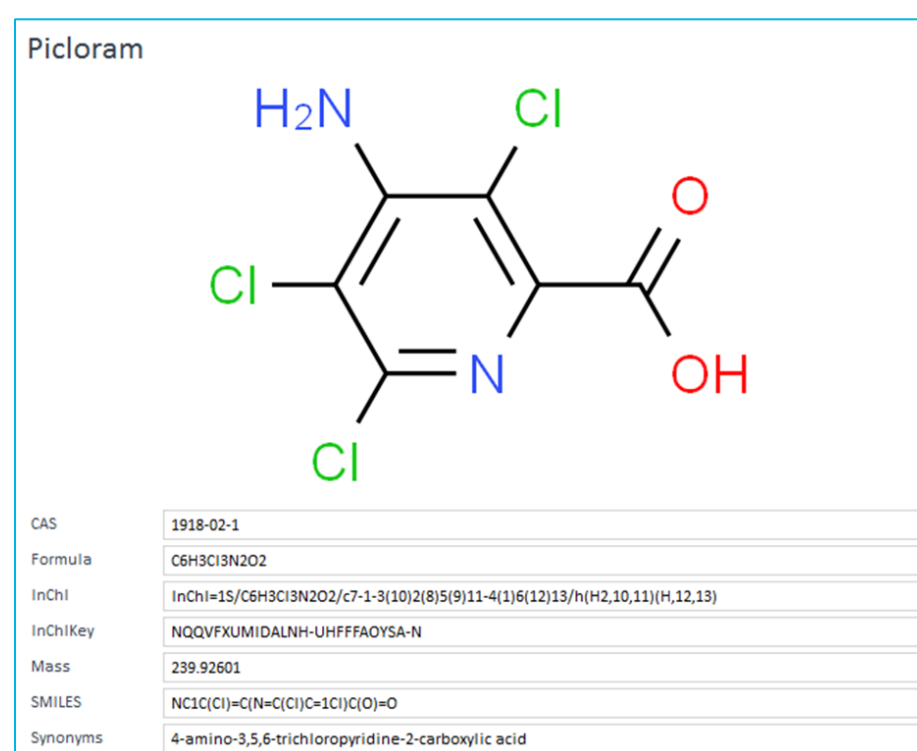 Picloram
H2N
Cl
O
Cl
N
OH
Cl
CAS 1918-02-1
Formula C6H3Cl3N2O2
InChI InChI=1S/C6H3Cl3N2O2/c7-1-3(10)2(8)5(9)11-4(1)6(12)13/h(H2,10,11)(H,12,13)
InChIKey NQQVFXUMIDALNH-UHFFFAOYSA-N
Mass 239.92601
SMILES NC1C(Cl)=C(N=C(Cl)C=1Cl)C(O)=O
Synonyms 4-amino-3,5,6-trichloropyridine-2-carboxylic acid